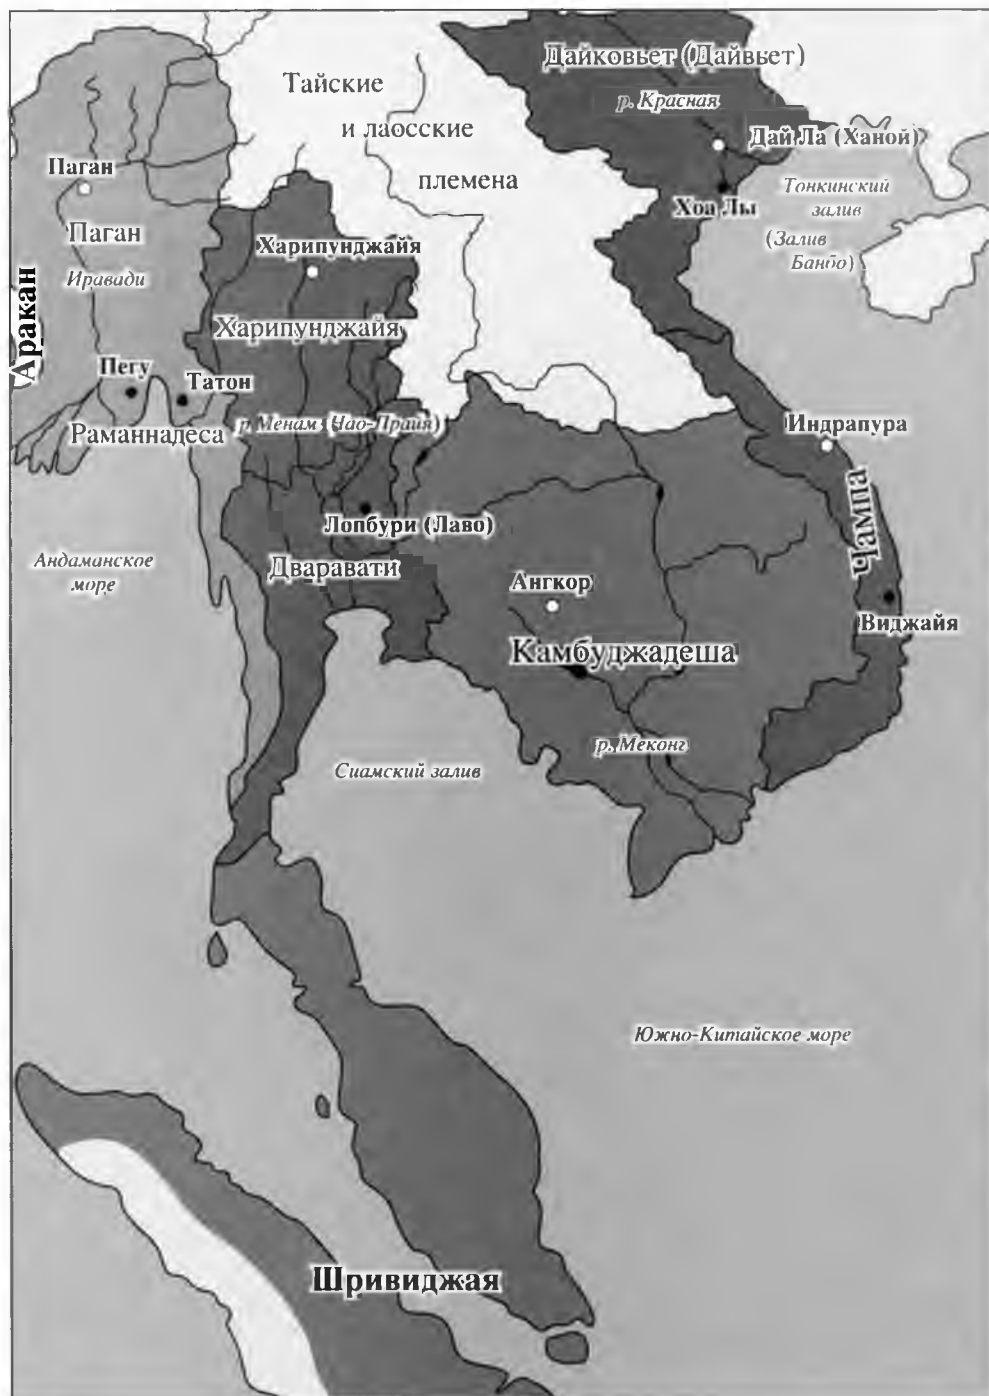 Дайковьет (Дайвьет)
р. Красная
Тайские
и лаосские
племена
Дай Ла (Ханой)
Паган
Хоа Лы
Тонкинский
залив
(Залив
Банбо)
Паган
Иравади
Аракан
Харипунджайя
Харипунджайя
Пегу
Татон
Раманнадеса
р. Менам (Чао-Прайя)
Индрапура
Чампа
Лопбури (Лаво)
Андаманское
море
Дваравати
Ангкор
Виджайя
Камбуджадеша
р. Меконг
Сиамский залив
Южно-Китайское море
Шривиджая